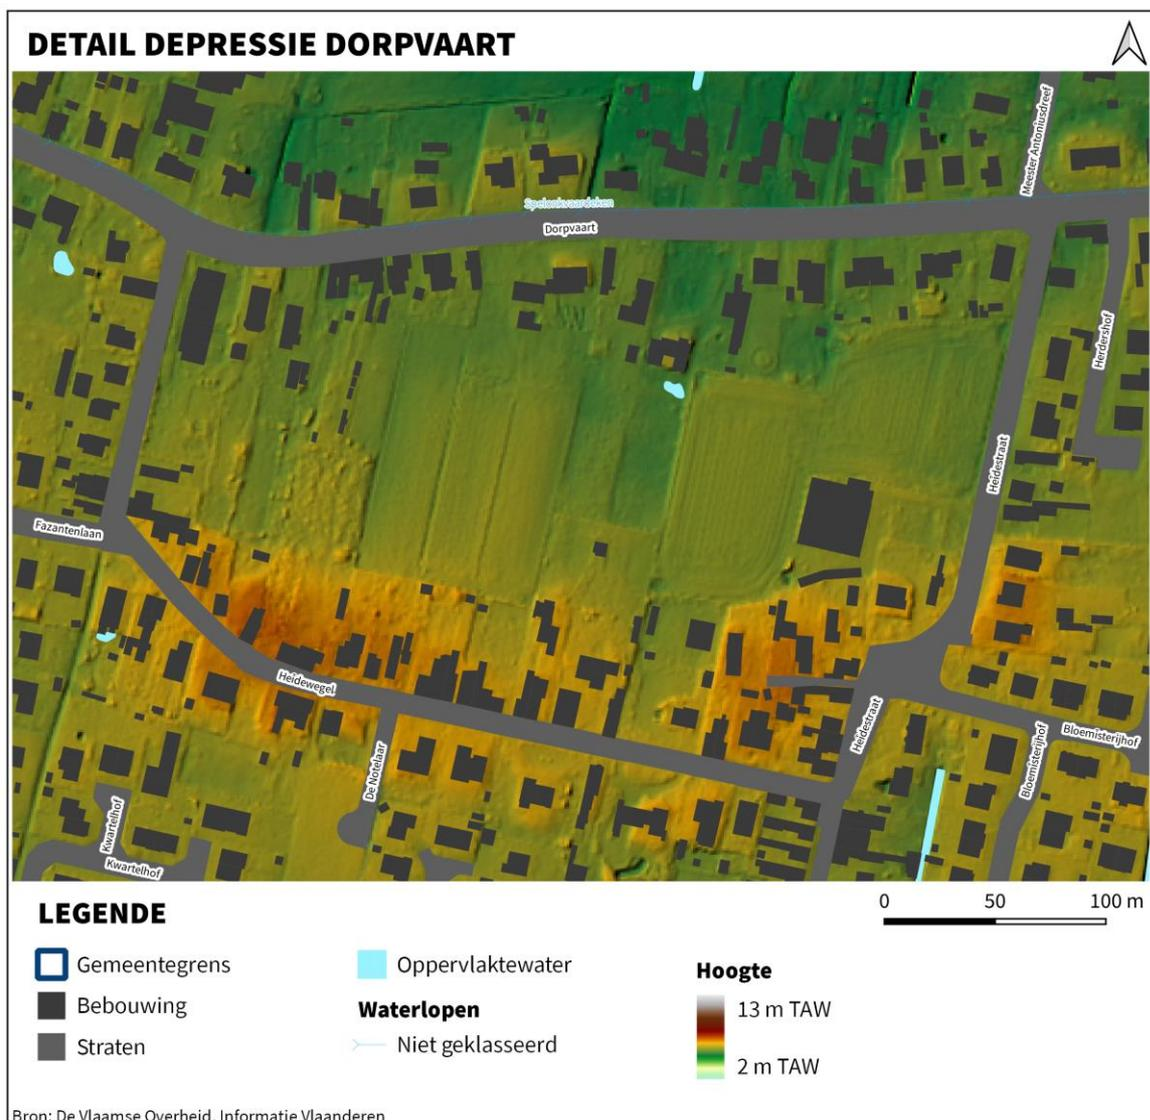 DETAIL DEPRESSIE DORPVAART
Meester Antoniusdreef
Spelonkvaardeken
Dorpvaart
Herdershof
Heidestraat
Fazantenlaan
Heidewegel
Heidestraat
Bloemisterijhof
Bloemisterijhof
De Notelaar
Kwartelhof
Kwartelhof
0 50 100 m
LEGENDE
Gemeentegrens
Bebouwing
Straten
Oppervlaktewater
Waterlopen
Niet geklasseerd
Hoogte
13 m TAW
2 m TAW
Bron: De Vlaamse Overheid, Informatie Vlaanderen